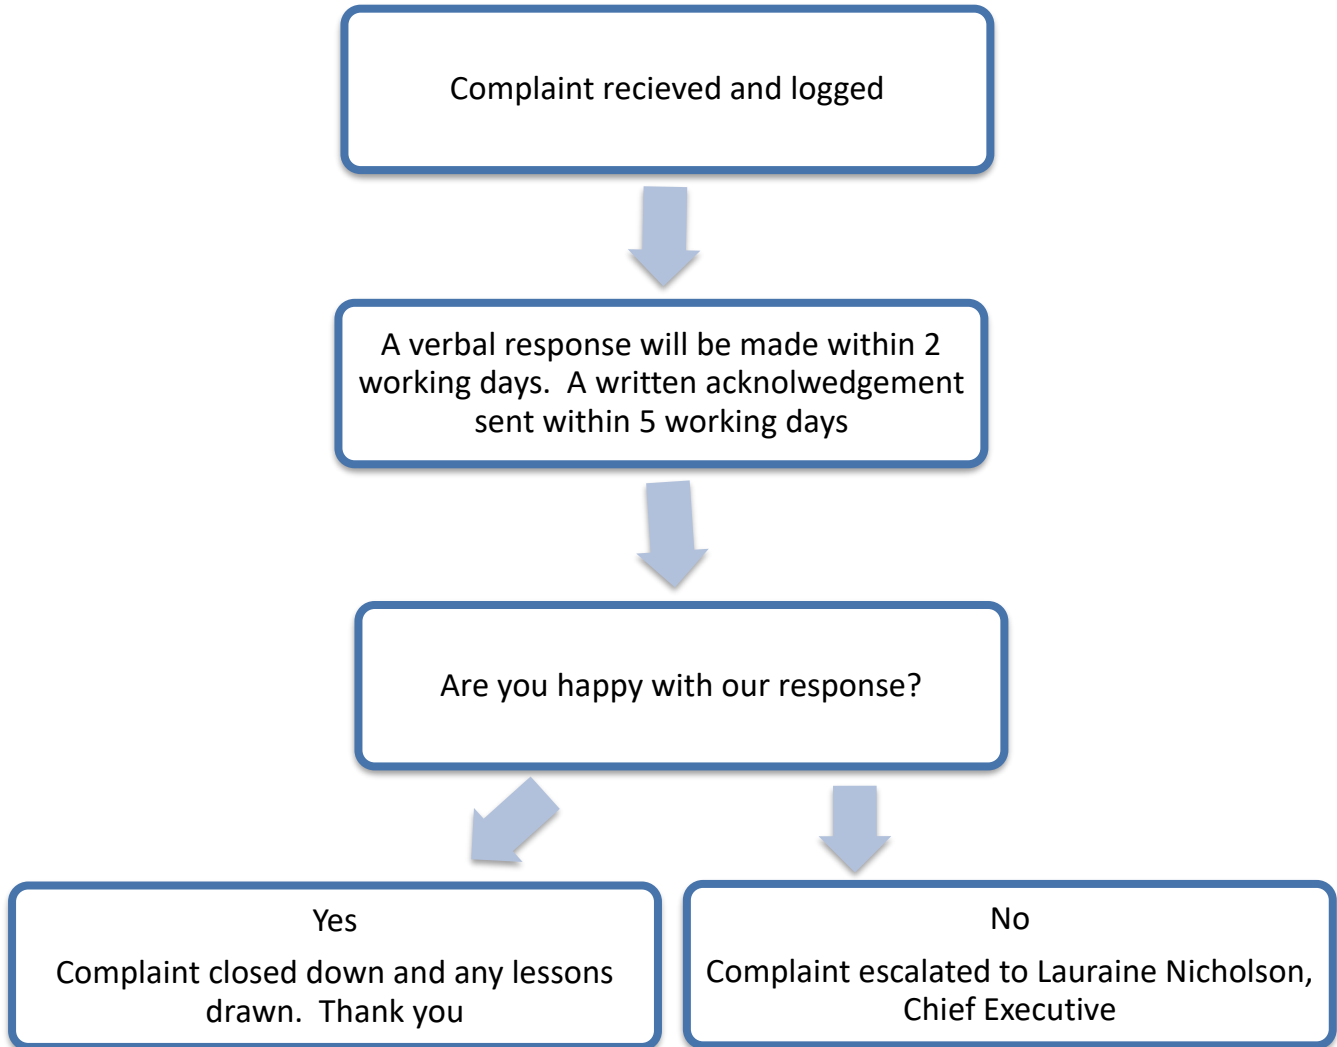 Complaint recieved and logged
A verbal response will be made within 2
working days.  A written acknolwedgement
sent within 5 working days
Are you happy with our response?
Yes
Complaint closed down and any lessons
drawn.  Thank you
No
Complaint escalated to Lauraine Nicholson,
Chief Executive